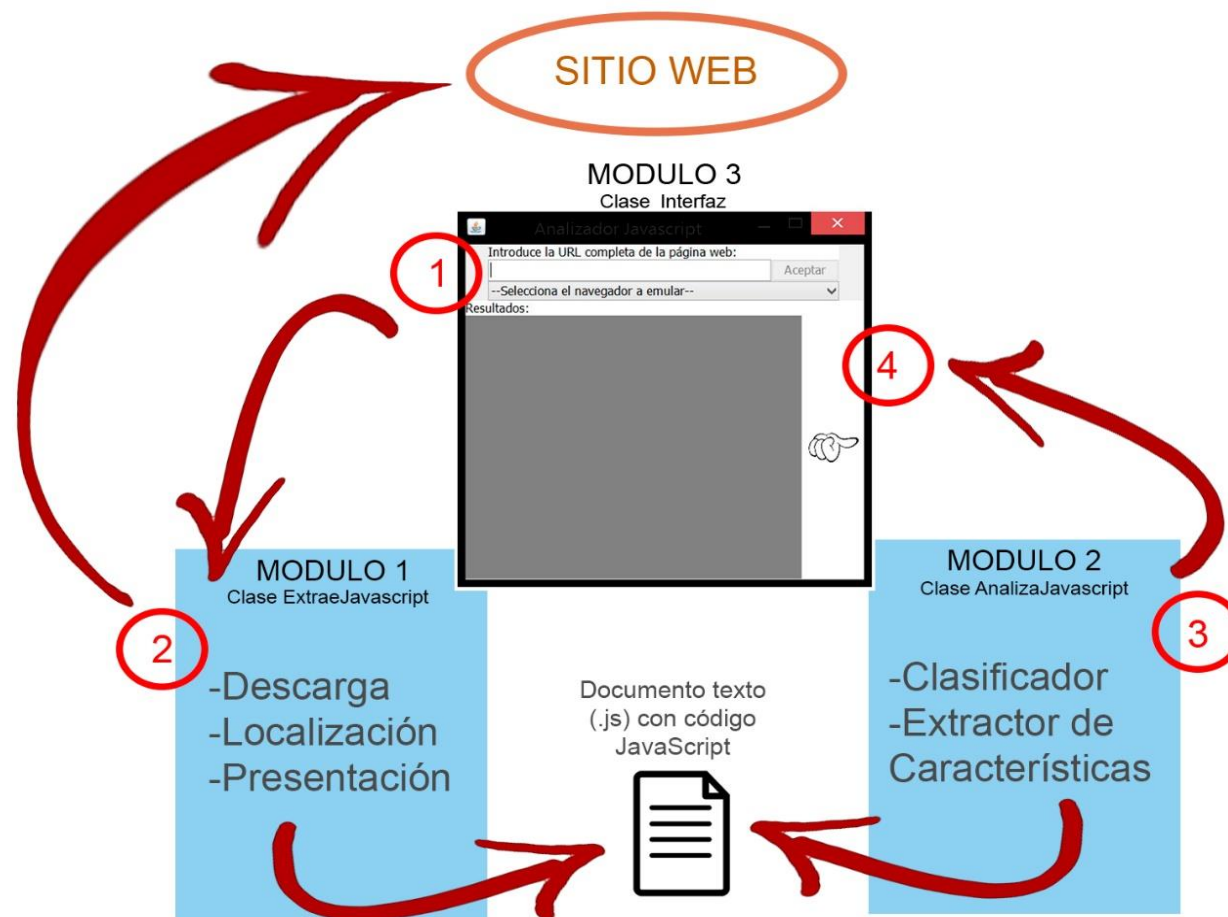 SITIO WEB
MODULO 3
Clase Interfaz
Analizador Javascript
1
Introduce la URL completa de la página web:
Aceptar
--Selecciona el navegador a emular--
Resultados:
4
MODULO 1
Clase ExtraeJavascript
2
-Descarga
-Localización
-Presentación
Documento texto
(.js) con código
JavaScript
MODULO 2
Clase AnalizaJavascript
3
-Clasificador
-Extractor de
Características